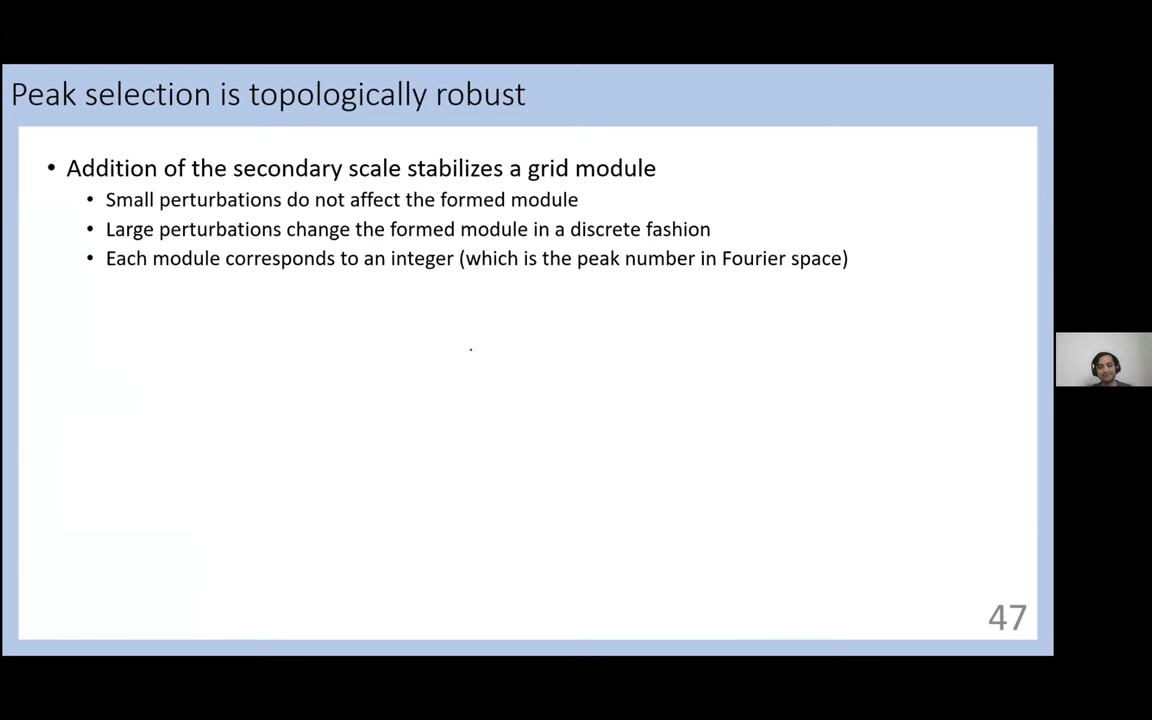 Peak selection is topologically robust
• Addition of the secondary scale stabilizes a grid module
• Small perturbations do not affect the formed module
• Large perturbations change the formed module in a discrete fashion
• Each module corresponds to an integer (which is the peak number in Fourier space)
47